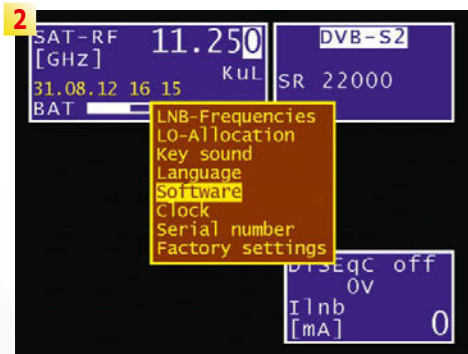 2
SAT-RF 11.250
[GHz] KuL
31.08.12 16 15
BAT
DVB-S2
SR 22000
LNB-Frequencies
LO-Allocation
Key sound
Language
Software
Clock
Serial number
Factory settings
DiSEqC off
0V
Ilnb
[mA] 0